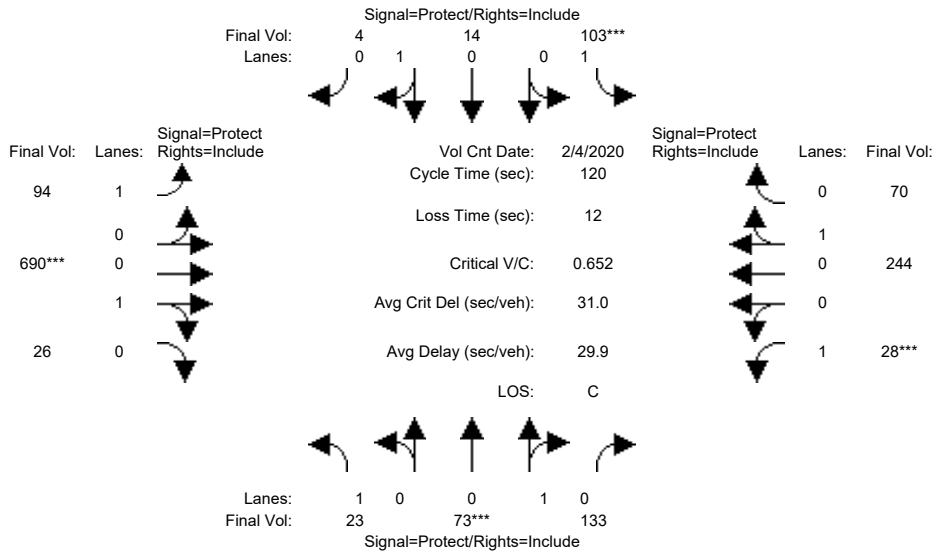 Signal=Protect/Rights=Include
Final Vol: 4 14 103***
Lanes: 0 1 0 0 1
Signal=Protect
Final Vol: Lanes: Rights=Include
Vol Cnt Date: 2/4/2020
Signal=Protect
Rights=Include Lanes: Final Vol:
Cycle Time (sec): 120
94 1
0 70
Loss Time (sec): 12
0
1
690*** 0
Critical V/C: 0.652
0 244
1
Avg Crit Del (sec/veh): 31.0
0
26 0
Avg Delay (sec/veh): 29.9
1 28***
LOS: C
Lanes: 1 0 0 1 0
Final Vol: 23 73*** 133
Signal=Protect/Rights=Include